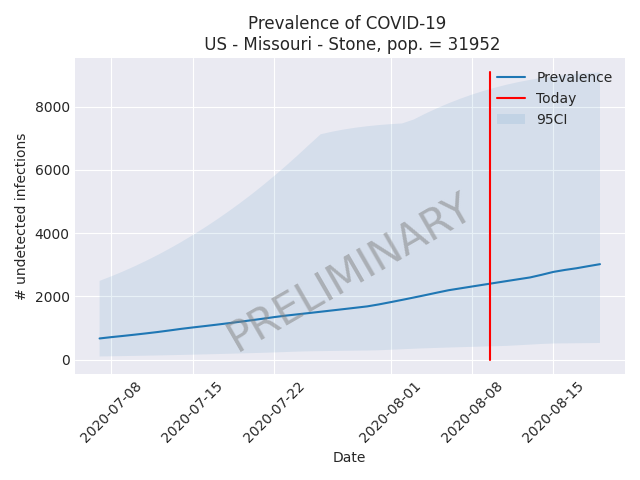 Prevalence of COVID-19
US - Missouri - Stone, pop. = 31952
Prevalence
Today
95CI
# undetected infections
8000
6000
4000
2000
0
PRELIMINARY
2020-07-08
2020-07-15
2020-07-22
2020-08-01
2020-08-08
2020-08-15
Date